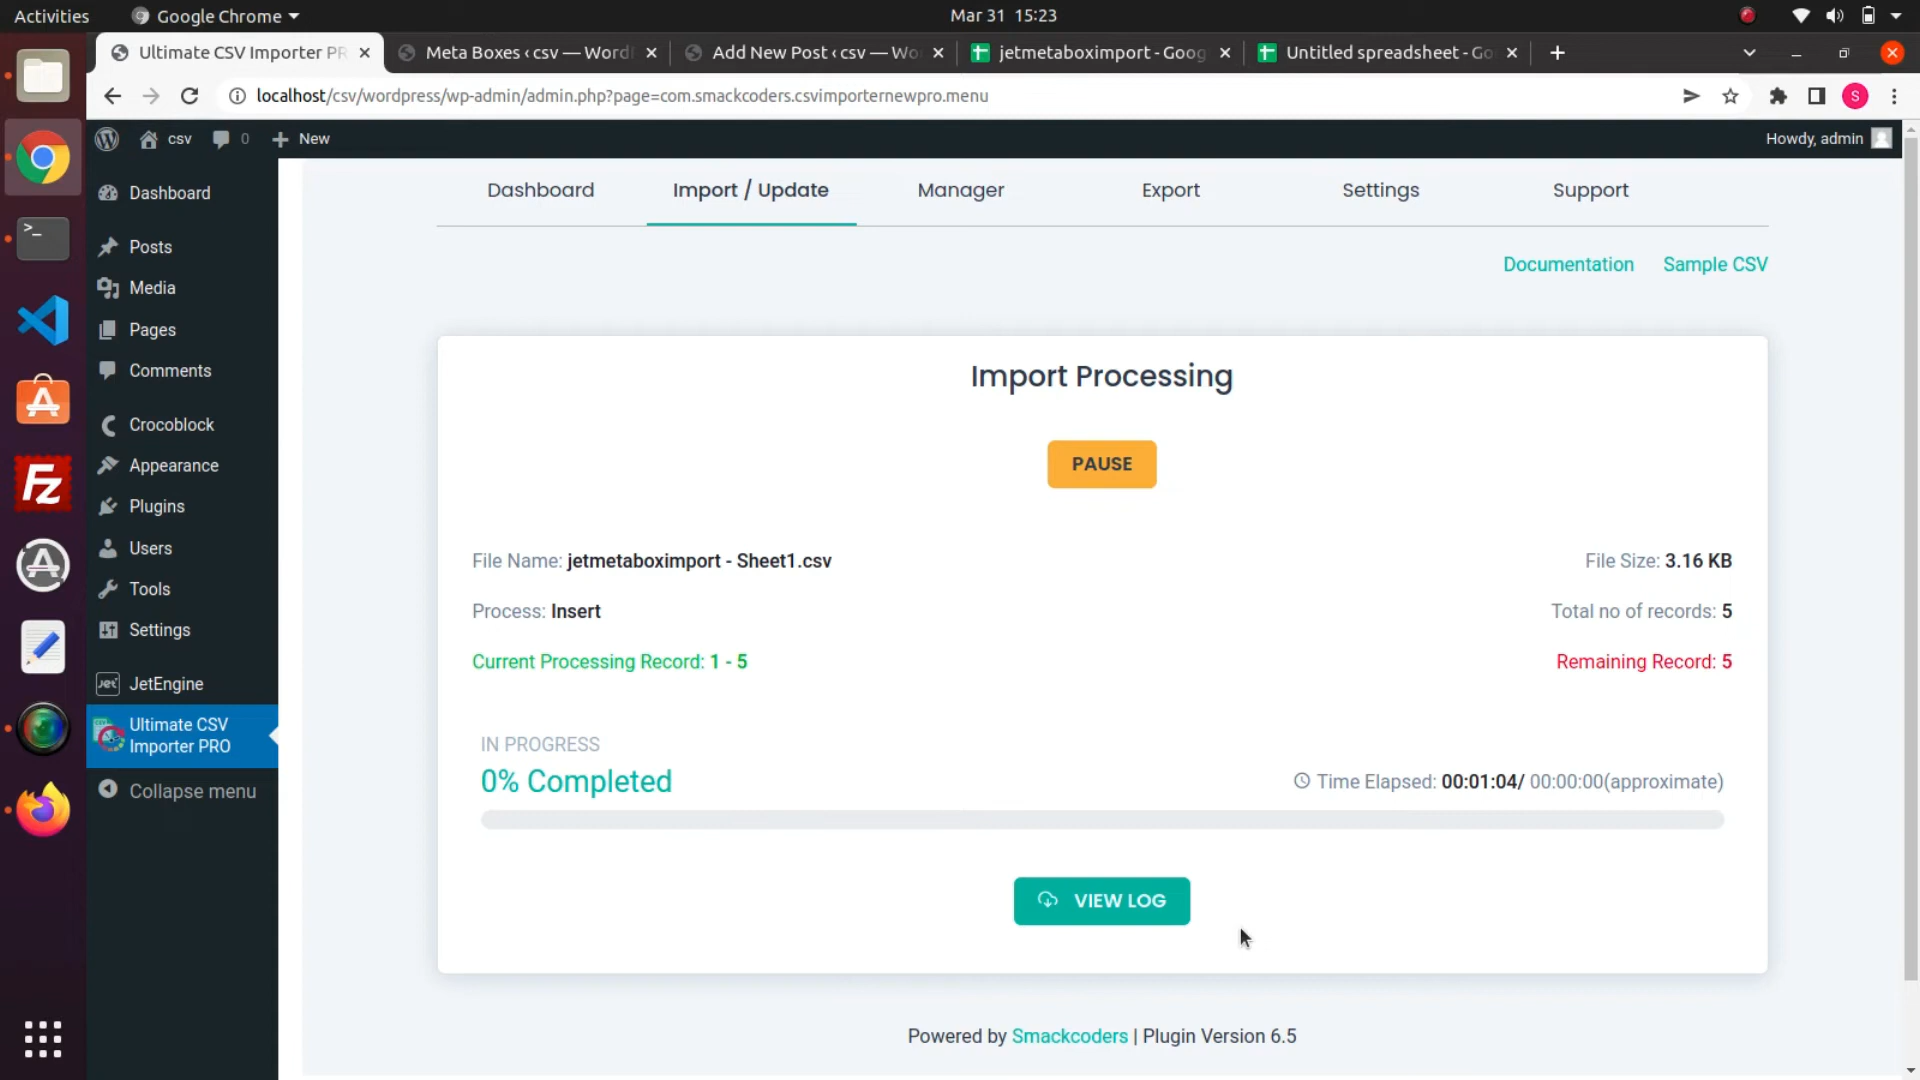 Activities
Google Chrome
Mar 31 15:23
Ultimate CSV Importer PR
Meta Boxes ‹ csv — WordI
Add New Post ‹ csv — Wo
jetmetaboximport - Goog
Untitled spreadsheet - Go
localhost/csv/wordpress/wp-admin/admin.php?page=com.smackcoders.csvimporternewpro.menu
S
csv
0
New
Howdy, admin
Dashboard
Posts
Media
Pages
Comments
Crocoblock
Appearance
Plugins
Users
Tools
Settings
JetEngine
Ultimate CSV
Importer PRO
Collapse menu
Dashboard
Import / Update
Manager
Export
Settings
Support
Documentation
Sample CSV
Import Processing
PAUSE
File Name: jetmetaboximport - Sheet1.csv
File Size: 3.16 KB
Process: Insert
Total no of records: 5
Current Processing Record: 1 - 5
Remaining Record: 5
IN PROGRESS
0% Completed
Time Elapsed: 00:01:04/ 00:00:00(approximate)
VIEW LOG
Powered by Smackcoders | Plugin Version 6.5